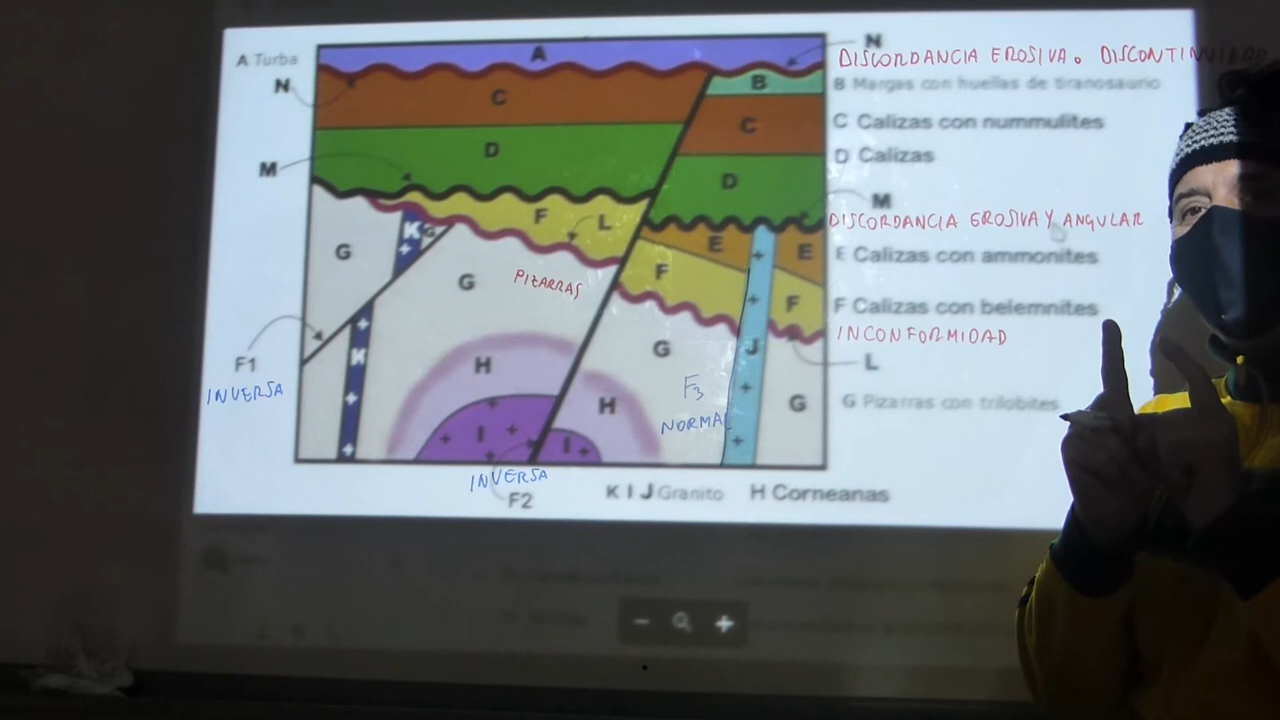 A Turba
A
N
DISCORDANCIA EROSIVA. DISCONTINUIDAD
N
C
B
B Margas con huellas de tiranosaurio
C
C Calizas con nummulites
D
D Calizas
M
D
M
K
G
F
L
DISCORDANCIA EROSIVA Y ANGULAR
G
E
E
E Calizas con ammonites
G
PIZARRAS
F
F
F Calizas con belemnites
INCONFORMIDAD
F1
K
H
G
J
L
INVERSA
H
F3
G
G Pizarras con trilobites
NORMAL
I
I
INVERSA
F2
K I J Granito
H Corneanas